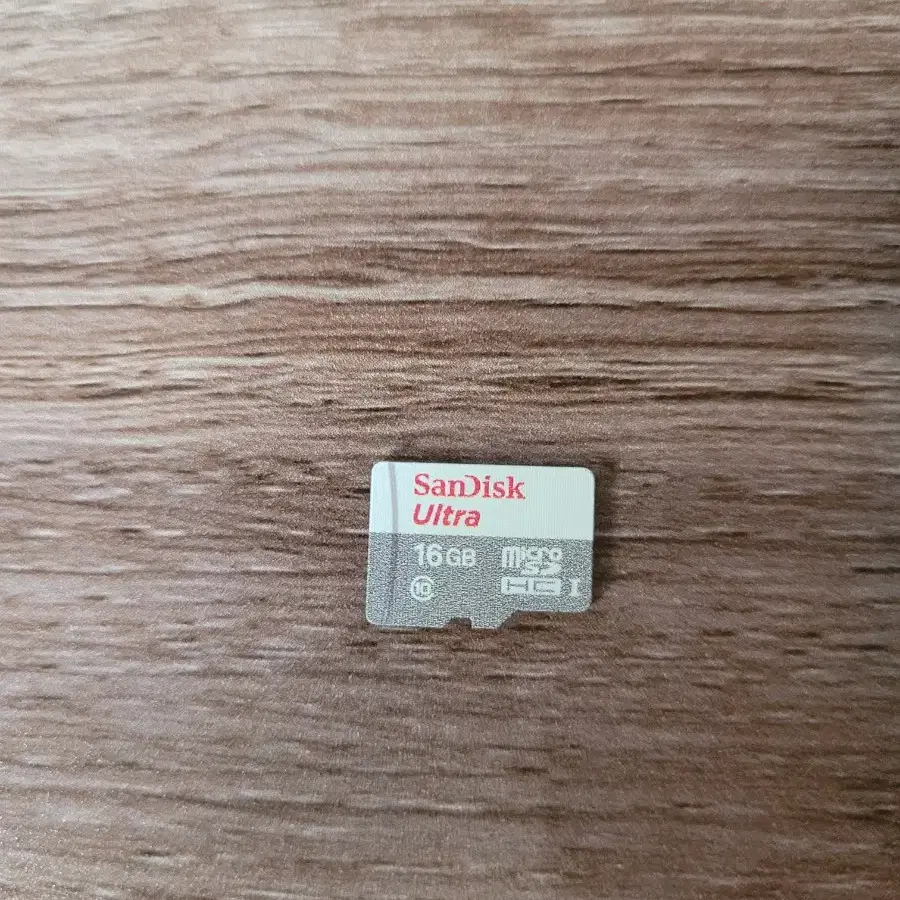 SanDisk
Ultra
16GB
micro
SD
HC I
10